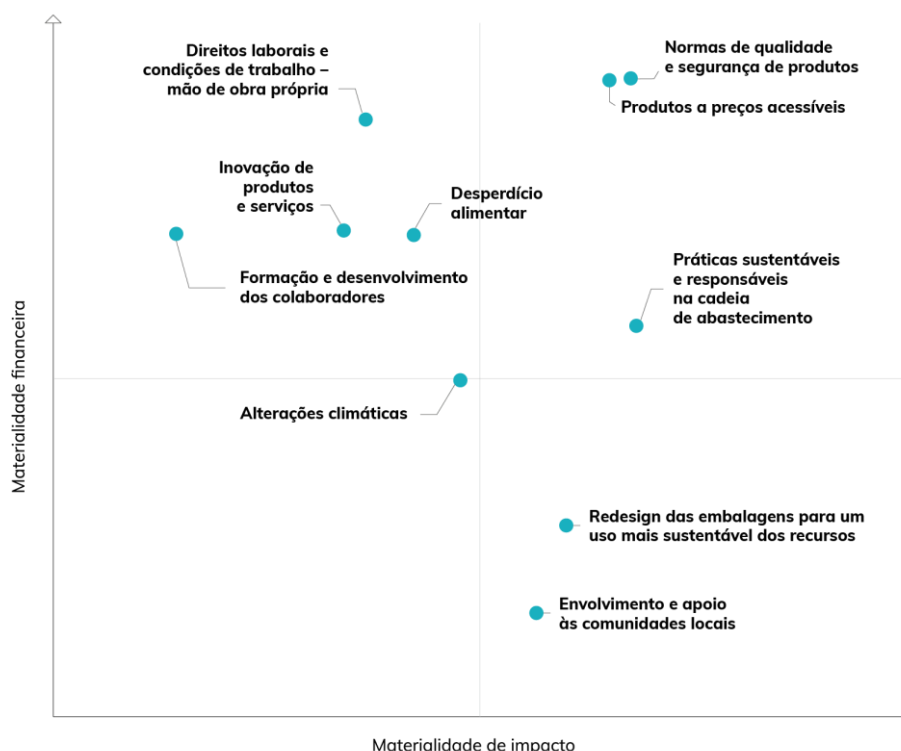 Direitos laborais e
condições de trabalho –
mão de obra própria
Normas de qualidade
e segurança de produtos
Produtos a preços acessíveis
Inovação de
produtos
e serviços
Desperdício
alimentar
Formação e desenvolvimento
dos colaboradores
Práticas sustentáveis
e responsáveis
na cadeia
de abastecimento
Alterações climáticas
Materialidade financeira
Redesign das embalagens para um
uso mais sustentável dos recursos
Envolvimento e apoio
às comunidades locais
Materialidade de impacto